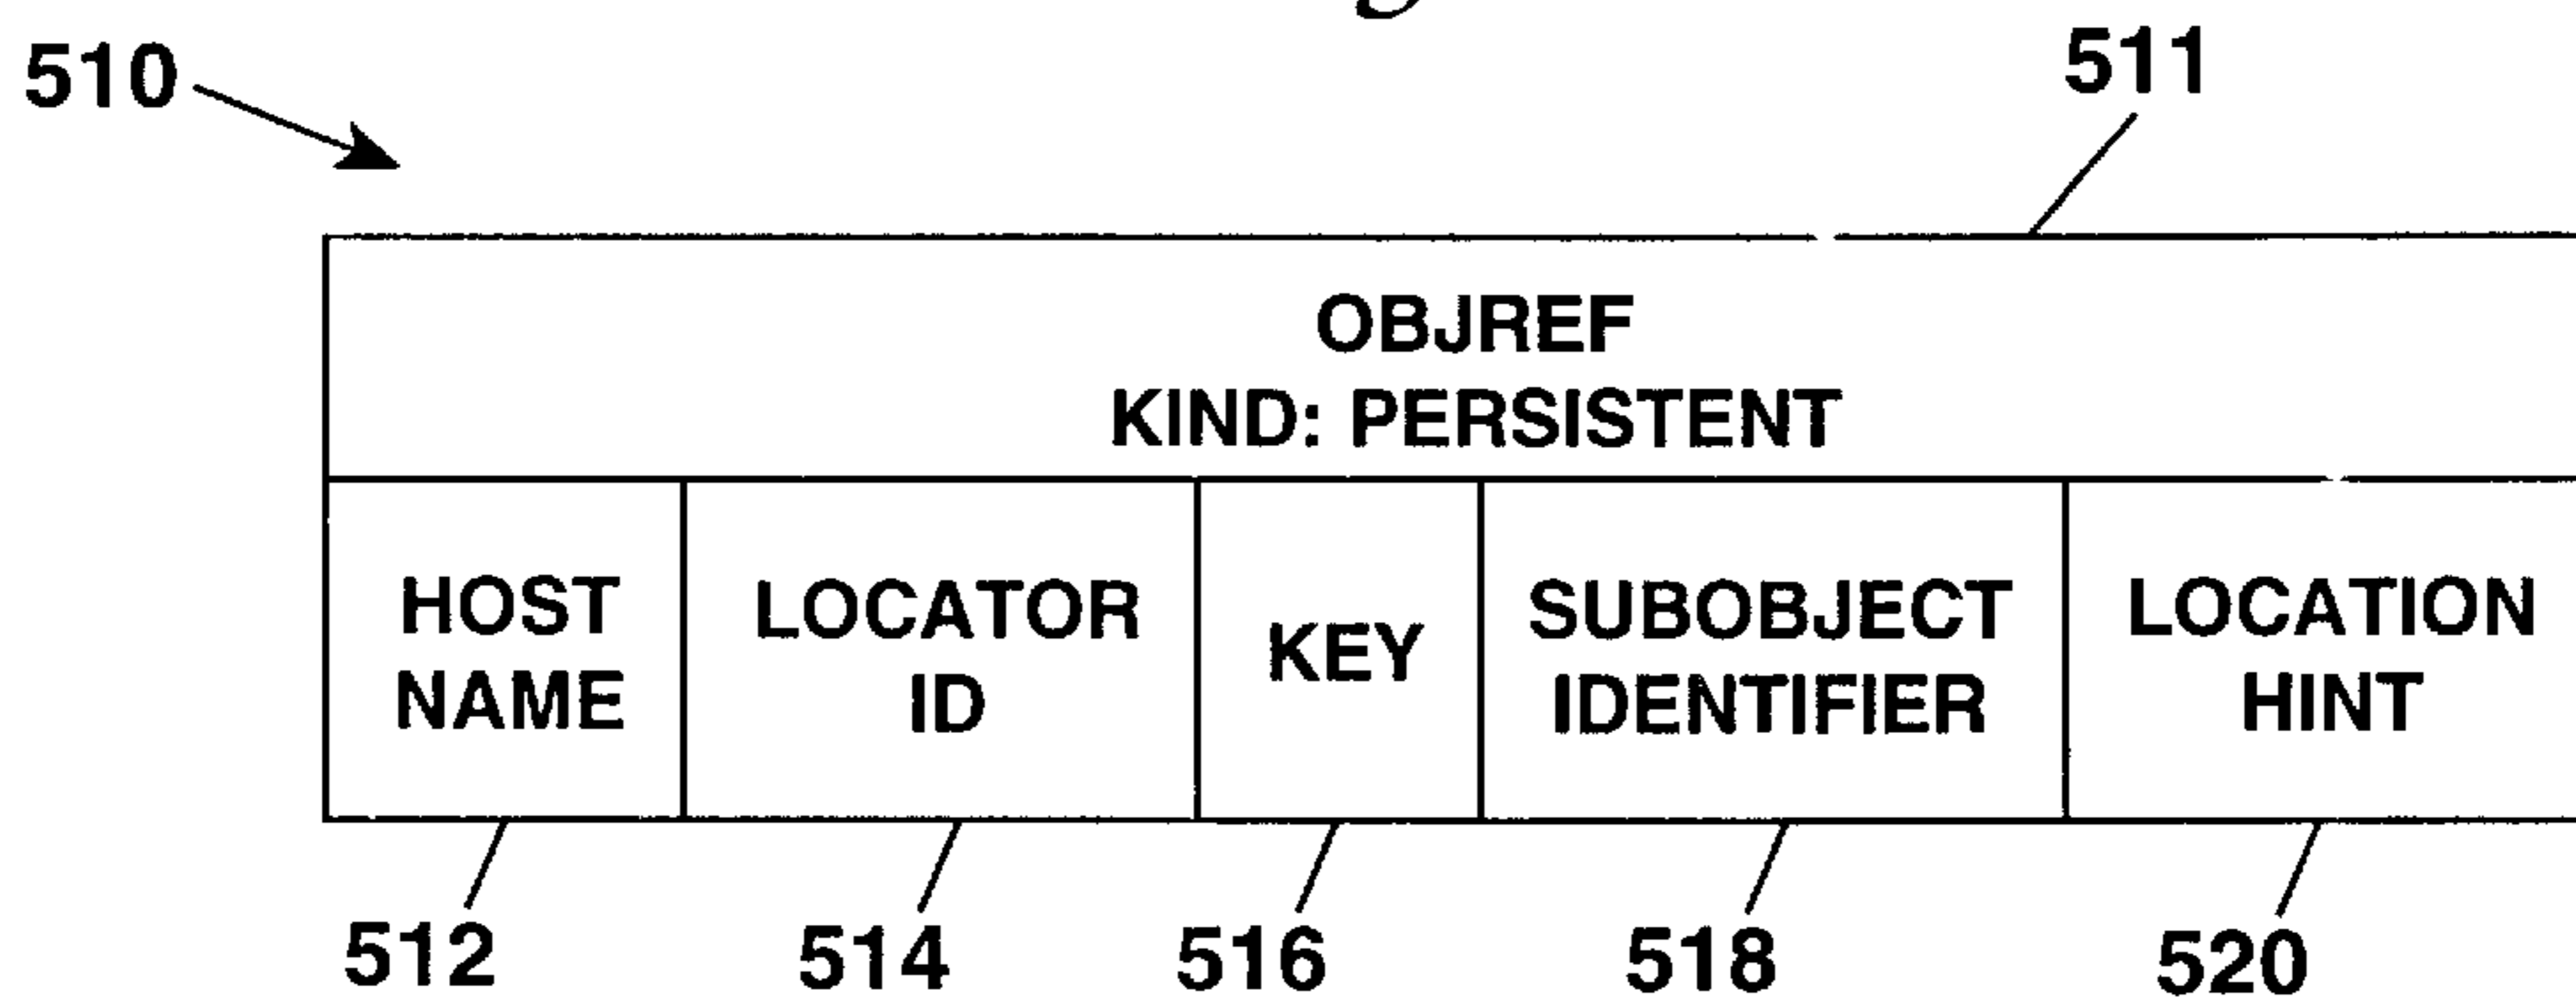 510
511
OBJREF
KIND: PERSISTENT
HOST NAME
LOCATOR ID
KEY
SUBOBJECT IDENTIFIER
LOCATION HINT
512 514 516 518 520